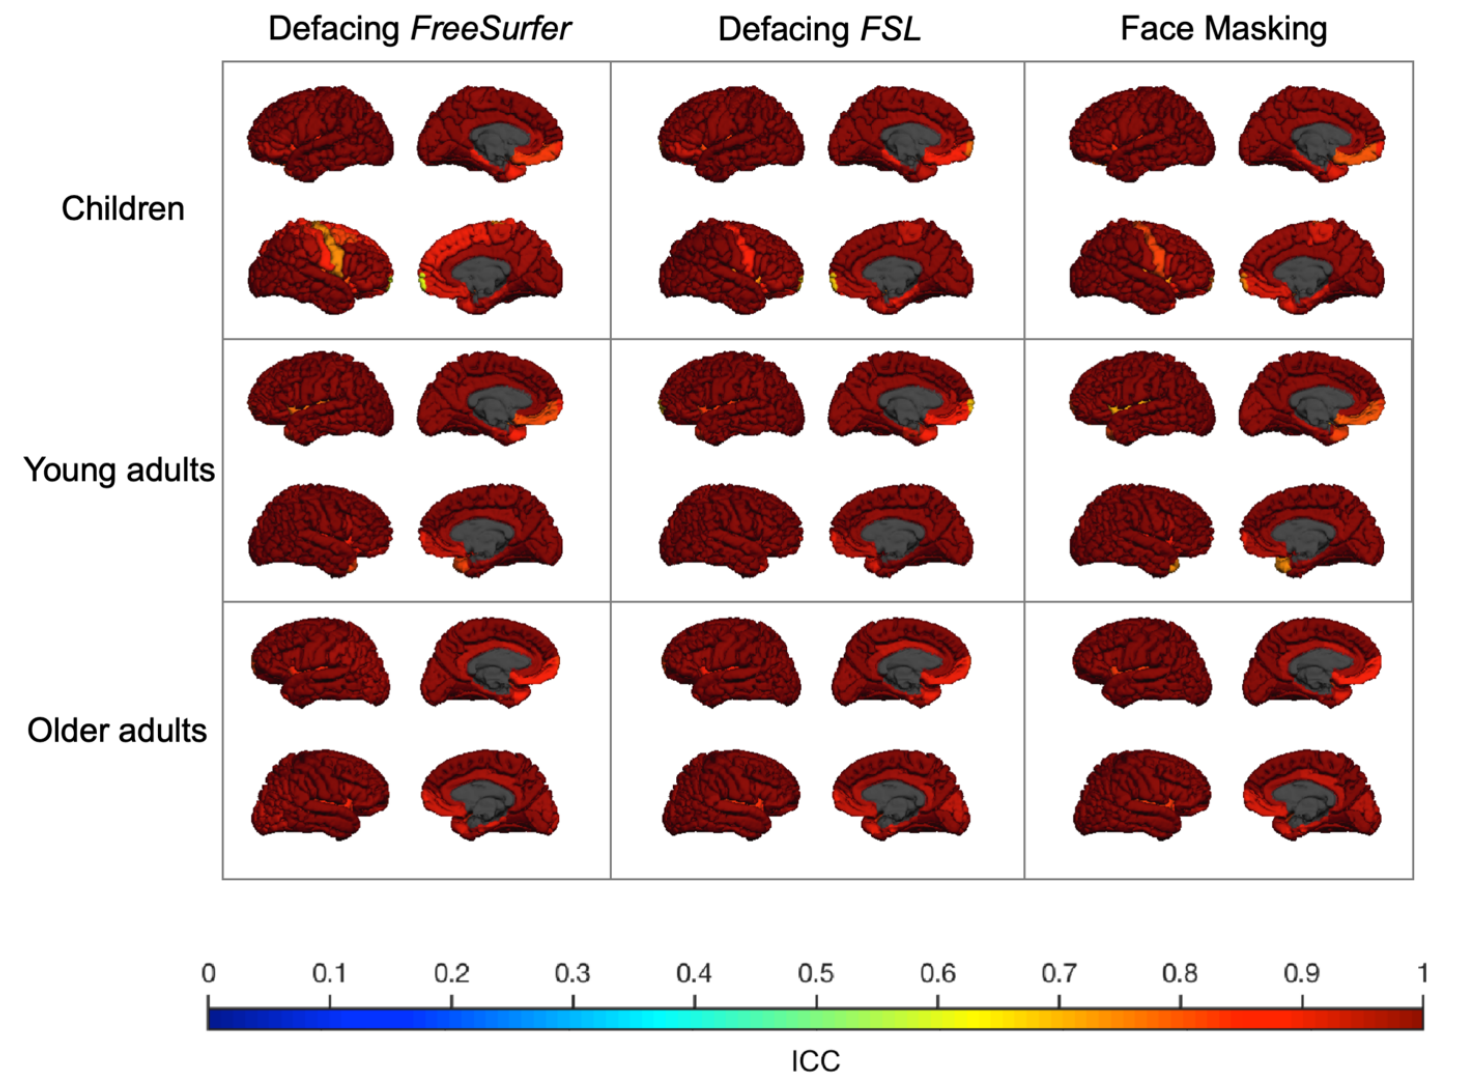 Defacing FreeSurfer Defacing FSL Face Masking
Children
Young adults
Older adults
0 0.1 0.2 0.3 0.4 0.5 0.6 0.7 0.8 0.9 1
ICC